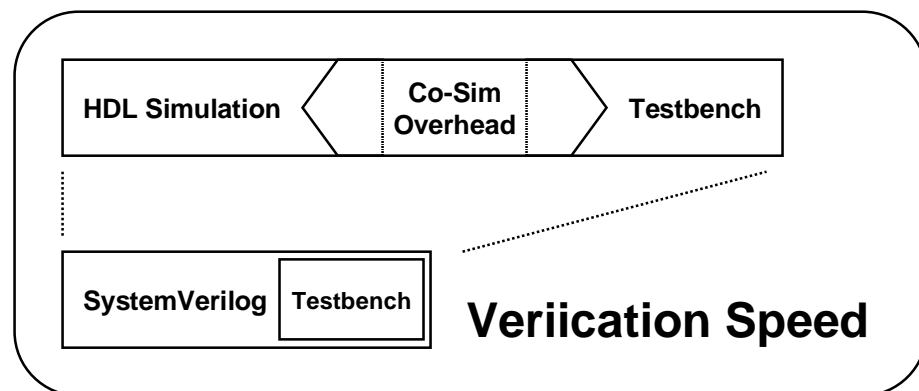 HDL Simulation
Co-Sim
Overhead
Testbench
SystemVerilog
Testbench
Veriication Speed